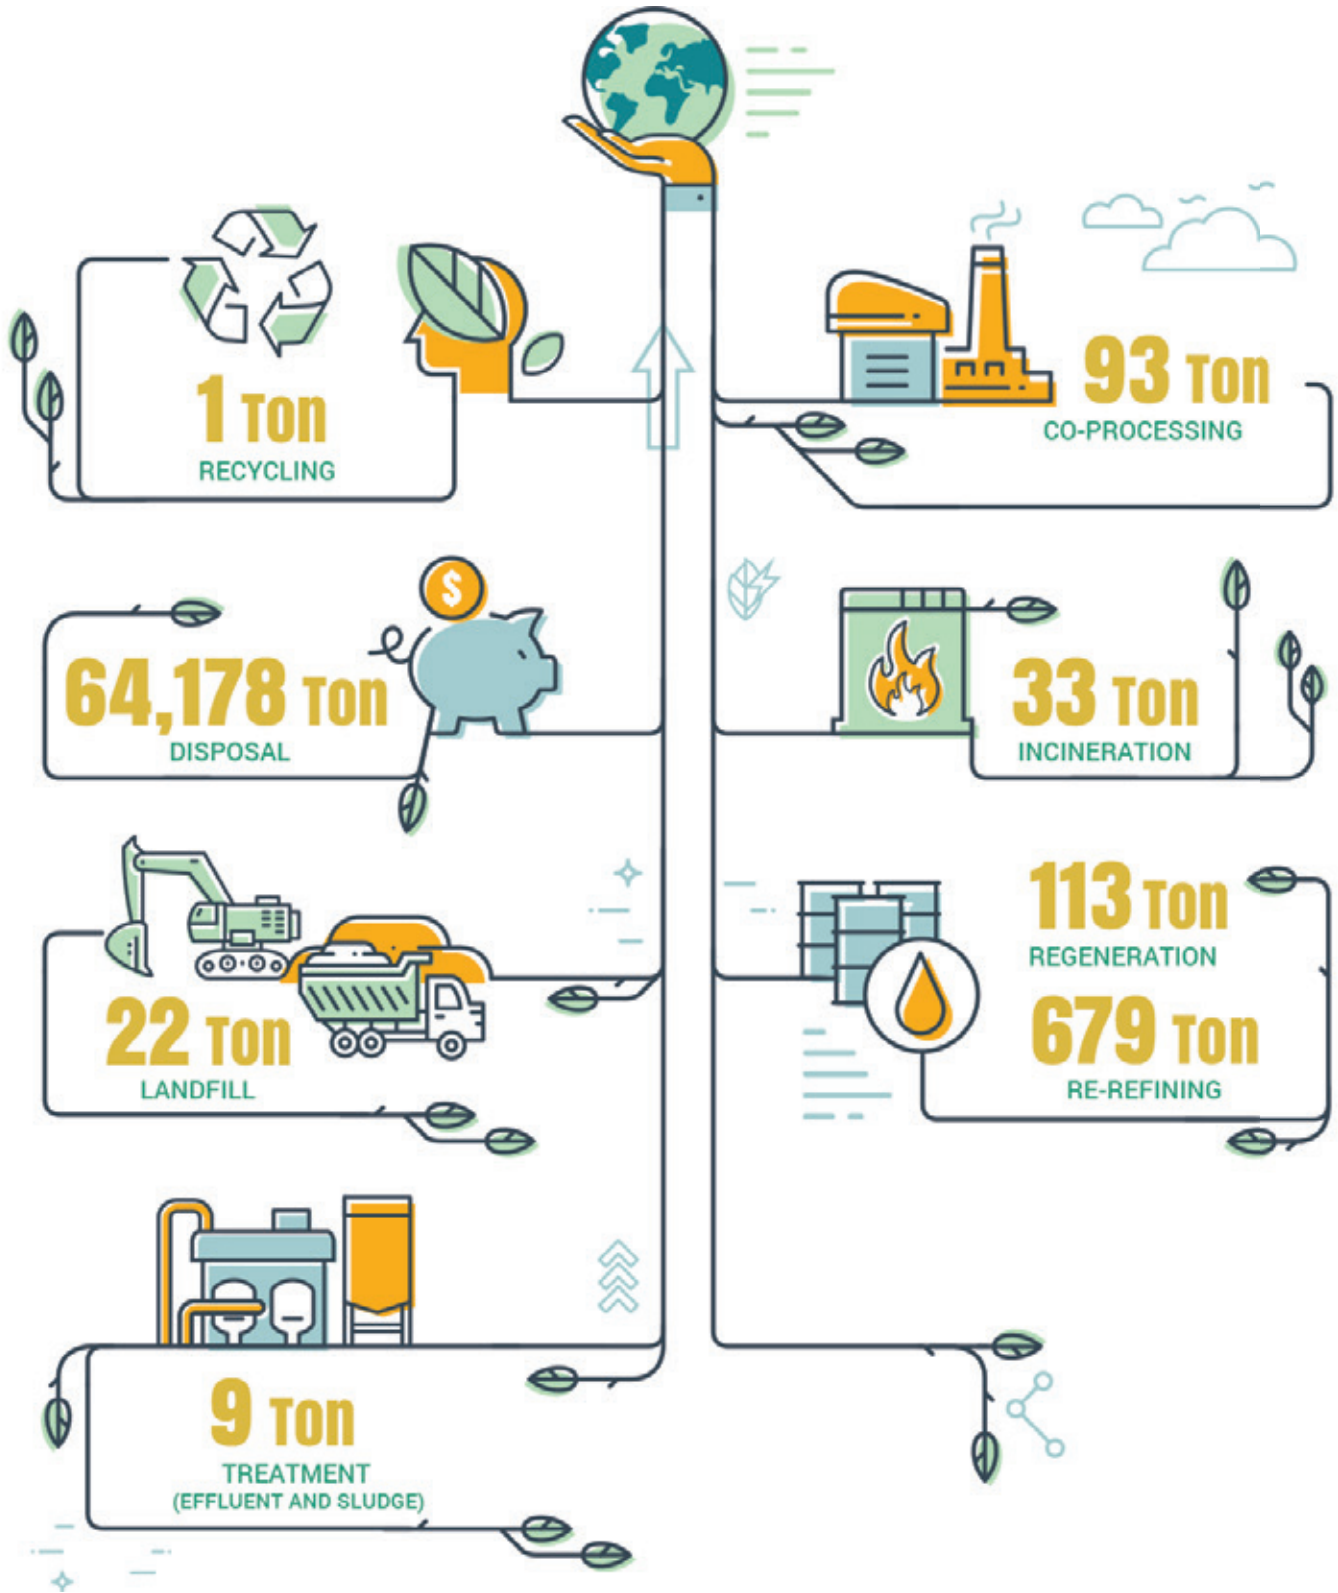 1 Ton
RECYCLING
93 Ton
CO-PROCESSING
$
64,178 Ton
DISPOSAL
33 Ton
INCINERATION
22 Ton
LANDFILL
113 Ton
REGENERATION
679 Ton
RE-REFINING
9 Ton
TREATMENT
(EFFLUENT AND SLUDGE)